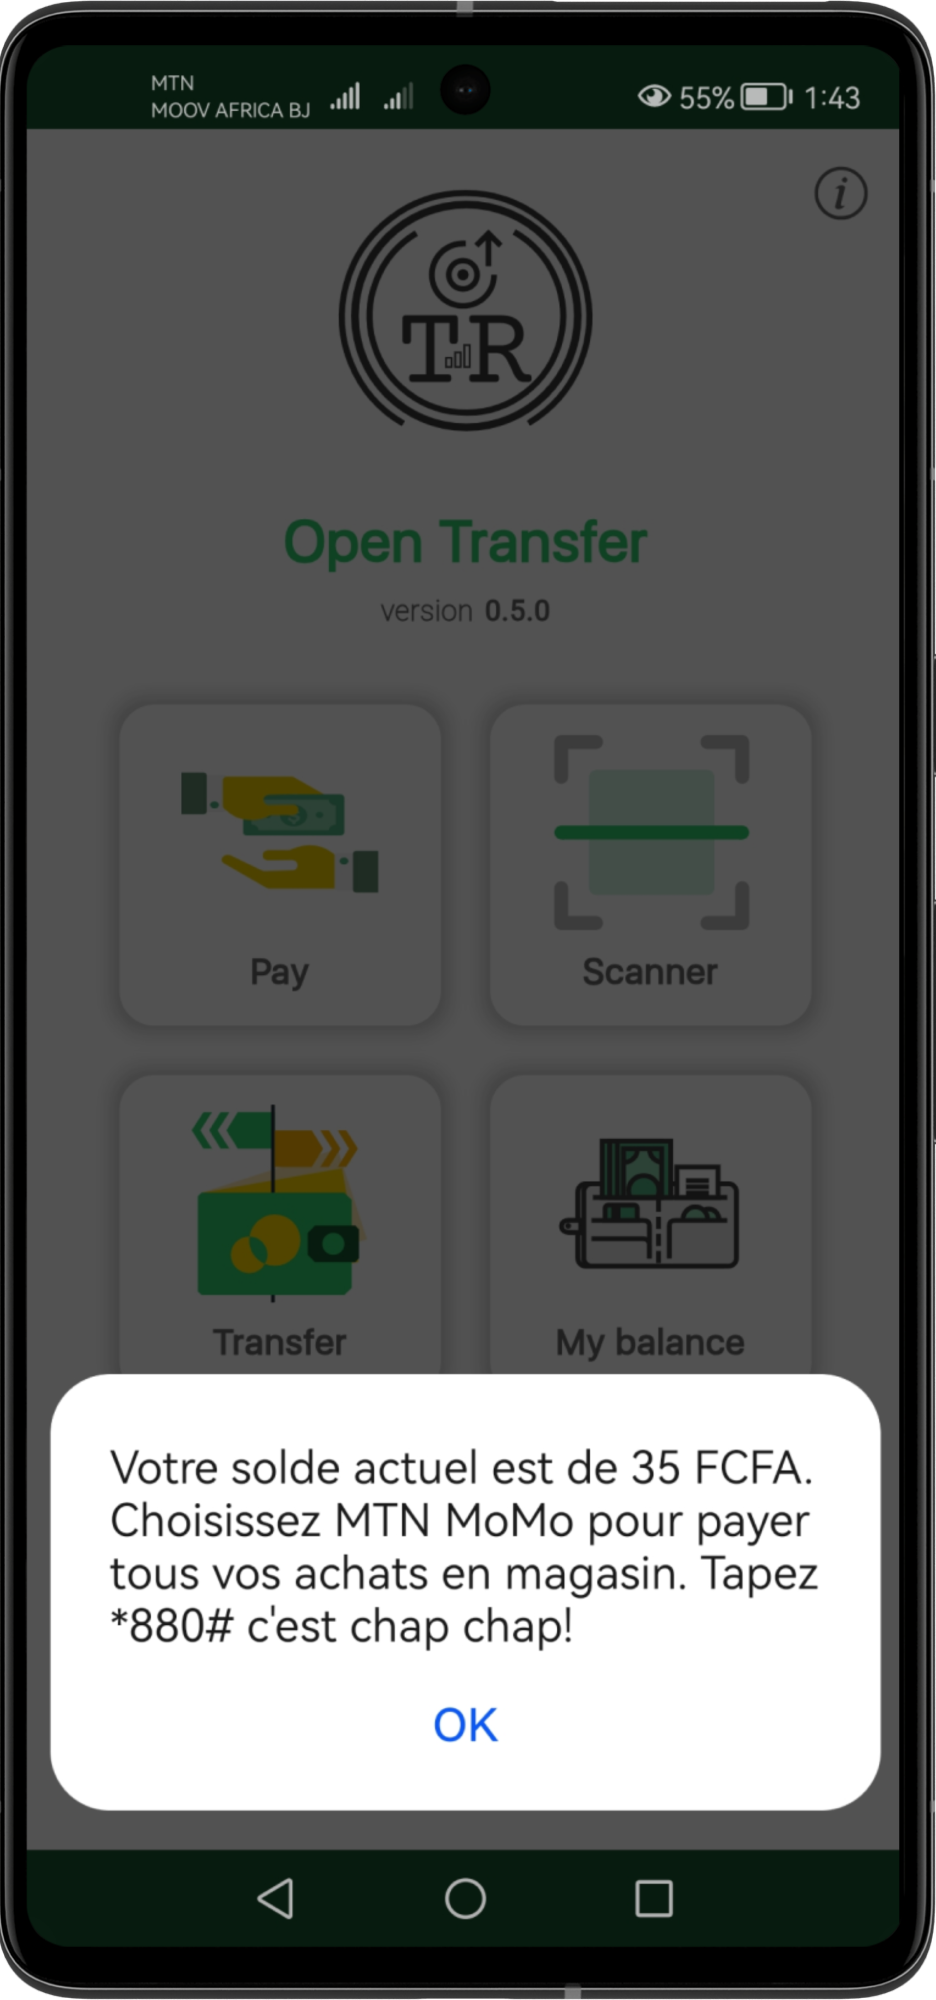 MTN
MOOV AFRICA BJ
55%
1:43
i
TR
Open Transfer
version 0.5.0
Pay
Scanner
Transfer
My balance
Votre solde actuel est de 35 FCFA.
Choisissez MTN MoMo pour payer
tous vos achats en magasin. Tapez
*880# c'est chap chap!
OK